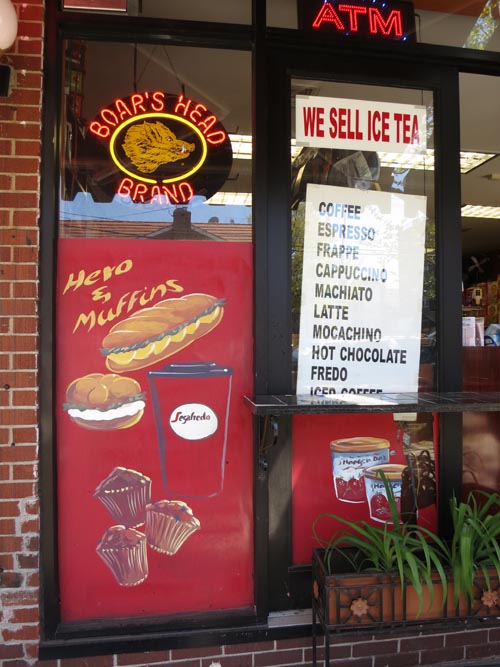 ATM
BOAR'S HEAD
BRAND
WE SELL ICE TEA
COFFEE
ESPRESSO
FRAPPE
CAPPUCCINO
MACHIATO
LATTE
MOCACHINO
HOT CHOCOLATE
FREDO
ICED COFFEE
Hero
&
Muffins
Segafredo